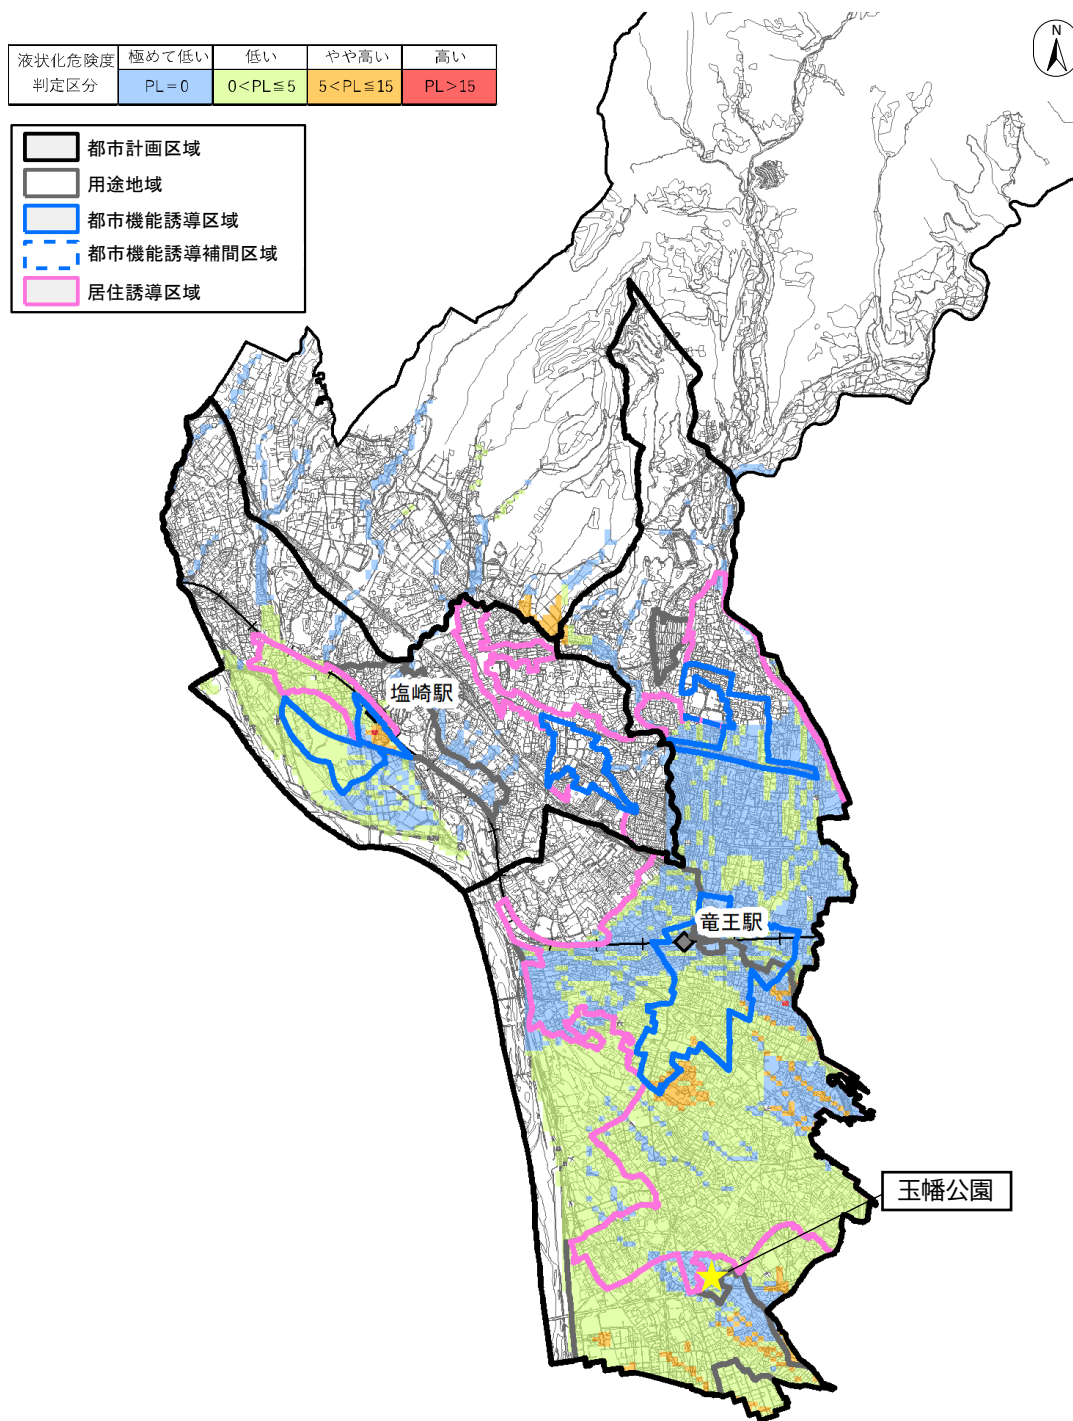 N
液状化危険度 極めて低い 低い やや高い 高い
判定区分 PL=0 0<PL≦5 5<PL≦15 PL>15
都市計画区域
用途地域
都市機能誘導区域
都市機能誘導補間区域
居住誘導区域
塩崎駅
竜王駅
玉幡公園